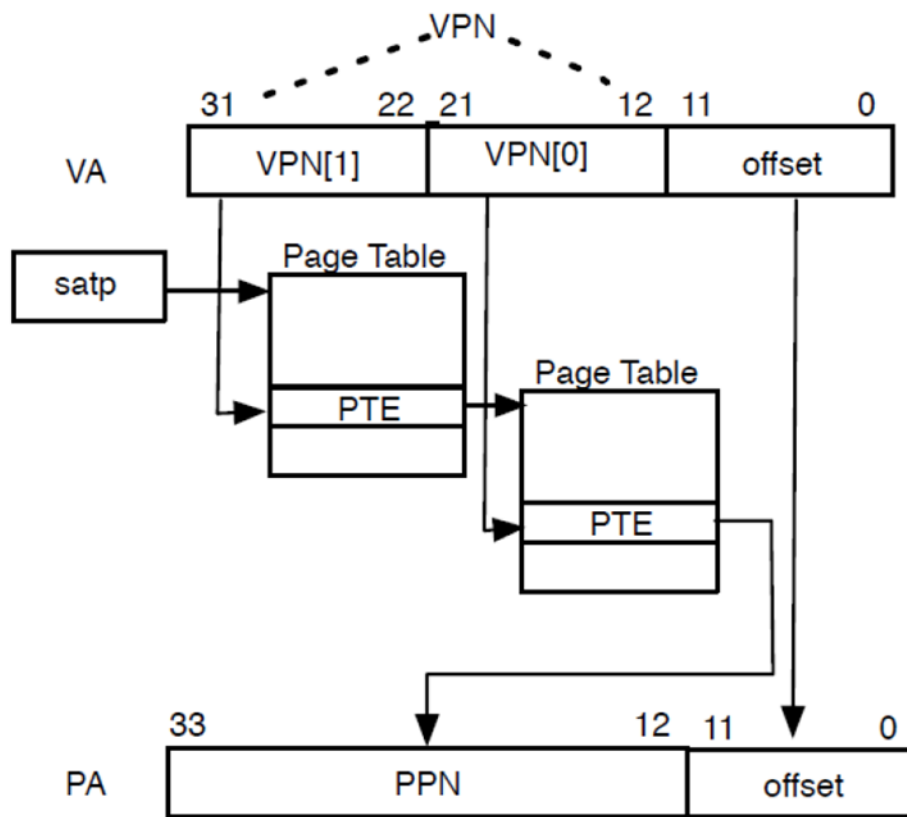 VPN
31 22 21 12 11 0
VA VPN[1] VPN[0] offset
satp
Page Table
PTE
Page Table
PTE
33 12 11 0
PA PPN offset